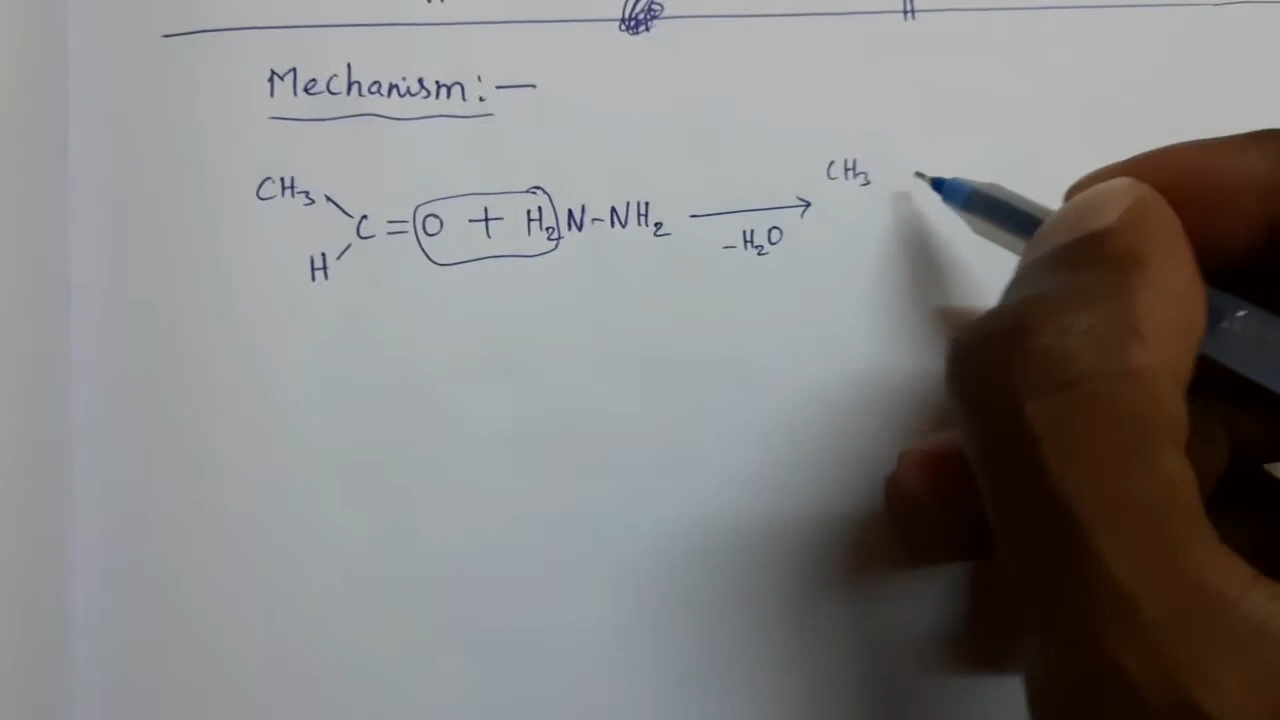 Mechanism:—
CH3
CH3
C=O + H2N-NH2
-H2O
H